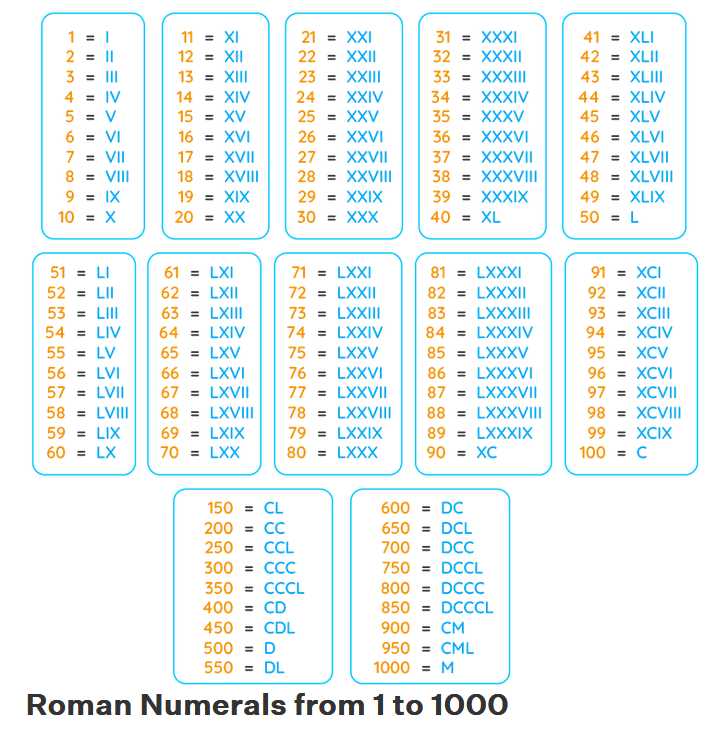 1 = I
2 = II
3 = III
4 = IV
5 = V
6 = VI
7 = VII
8 = VIII
9 = IX
10 = X
11 = XI
12 = XII
13 = XIII
14 = XIV
15 = XV
16 = XVI
17 = XVII
18 = XVIII
19 = XIX
20 = XX
21 = XXI
22 = XXII
23 = XXIII
24 = XXIV
25 = XXV
26 = XXVI
27 = XXVII
28 = XXVIII
29 = XXIX
30 = XXX
31 = XXXI
32 = XXXII
33 = XXXIII
34 = XXXIV
35 = XXXV
36 = XXXVI
37 = XXXVII
38 = XXXVIII
39 = XXXIX
40 = XL
41 = XLI
42 = XLII
43 = XLIII
44 = XLIV
45 = XLV
46 = XLVI
47 = XLVII
48 = XLVIII
49 = XLIX
50 = L
51 = LI
52 = LII
53 = LIII
54 = LIV
55 = LV
56 = LVI
57 = LVII
58 = LVIII
59 = LIX
60 = LX
61 = LXI
62 = LXII
63 = LXIII
64 = LXIV
65 = LXV
66 = LXVI
67 = LXVII
68 = LXVIII
69 = LXIX
70 = LXX
71 = LXXI
72 = LXXII
73 = LXXIII
74 = LXXIV
75 = LXXV
76 = LXXVI
77 = LXXVII
78 = LXXVIII
79 = LXXIX
80 = LXXX
81 = LXXXI
82 = LXXXII
83 = LXXXIII
84 = LXXXIV
85 = LXXXV
86 = LXXXVI
87 = LXXXVII
88 = LXXXVIII
89 = LXXXIX
90 = XC
91 = XCI
92 = XCII
93 = XCIII
94 = XCIV
95 = XCV
96 = XCVI
97 = XCVII
98 = XCVIII
99 = XCIX
100 = C
150 = CL
200 = CC
250 = CCL
300 = CCC
350 = CCCL
400 = CD
450 = CDL
500 = D
550 = DL
600 = DC
650 = DCL
700 = DCC
750 = DCCL
800 = DCCC
850 = DCCCL
900 = CM
950 = CML
1000 = M
Roman Numerals from 1 to 1000